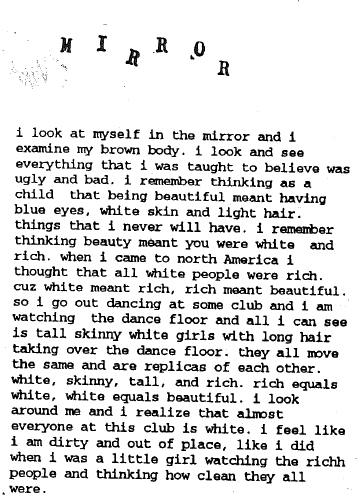 MIRROR
i look at myself in the mirror and i
examine my brown body. i look and see
everything that i was taught to believe was
ugly and bad. i remember thinking as a
child  that being beautiful meant having
blue eyes, white skin and light hair.
things that i never will have. i remember
thinking beauty meant you were white  and
rich. when i came to north America i
thought that all white people were rich.
cuz white meant rich, rich meant beautiful.
so i go out dancing at some club and i am
watching  the dance floor and all i can see
is tall skinny white girls with long hair
taking over the dance floor. they all move
the same and are replicas of each other.
white, skinny, tall, and rich. rich equals
white, white equals beautiful. i look
around me and i realize that almost
everyone at this club is white. i feel like
i am dirty and out of place, like i did
when i was a little girl watching the richh
people and thinking how clean they all
were.